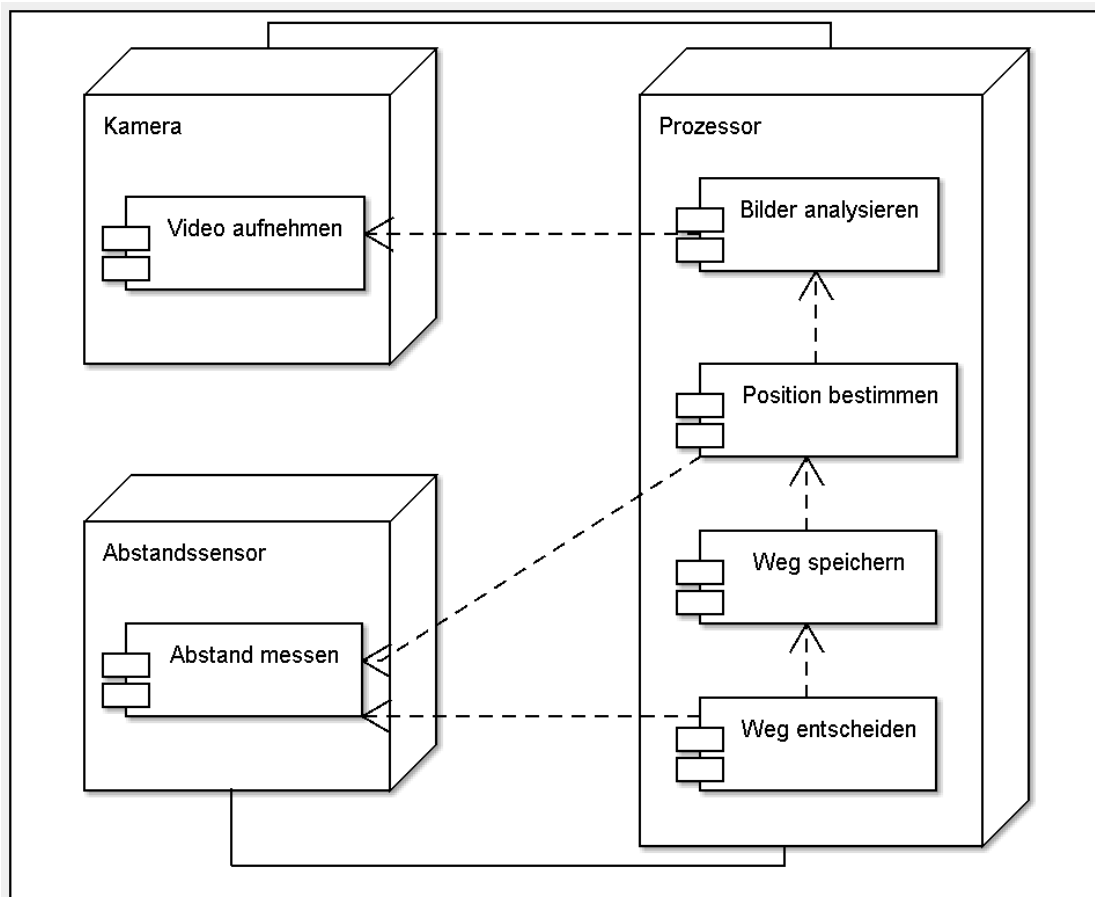 Kamera
Video aufnehmen
Abstandssensor
Abstand messen
Prozessor
Bilder analysieren
Position bestimmen
Weg speichern
Weg entscheiden